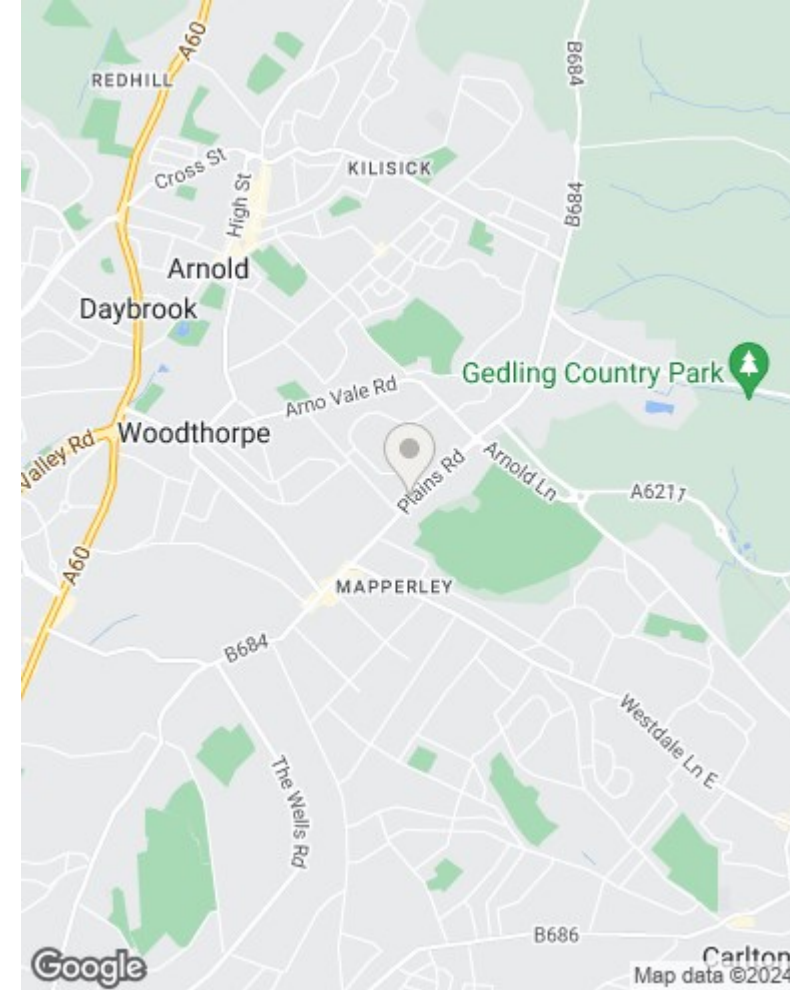 A60
REDHILL
B684
Cross St
KILISICK
High St
B684
Arnold
Daybrook
Gedling Country Park
Arno Vale Rd
Woodthorpe
Valley Rd
Plains Rd
Arnold Ln
A6211
A60
MAPPERLEY
B684
Westdale Ln E
The Wells Rd
B686
Carlton
Google
Map data ©2024